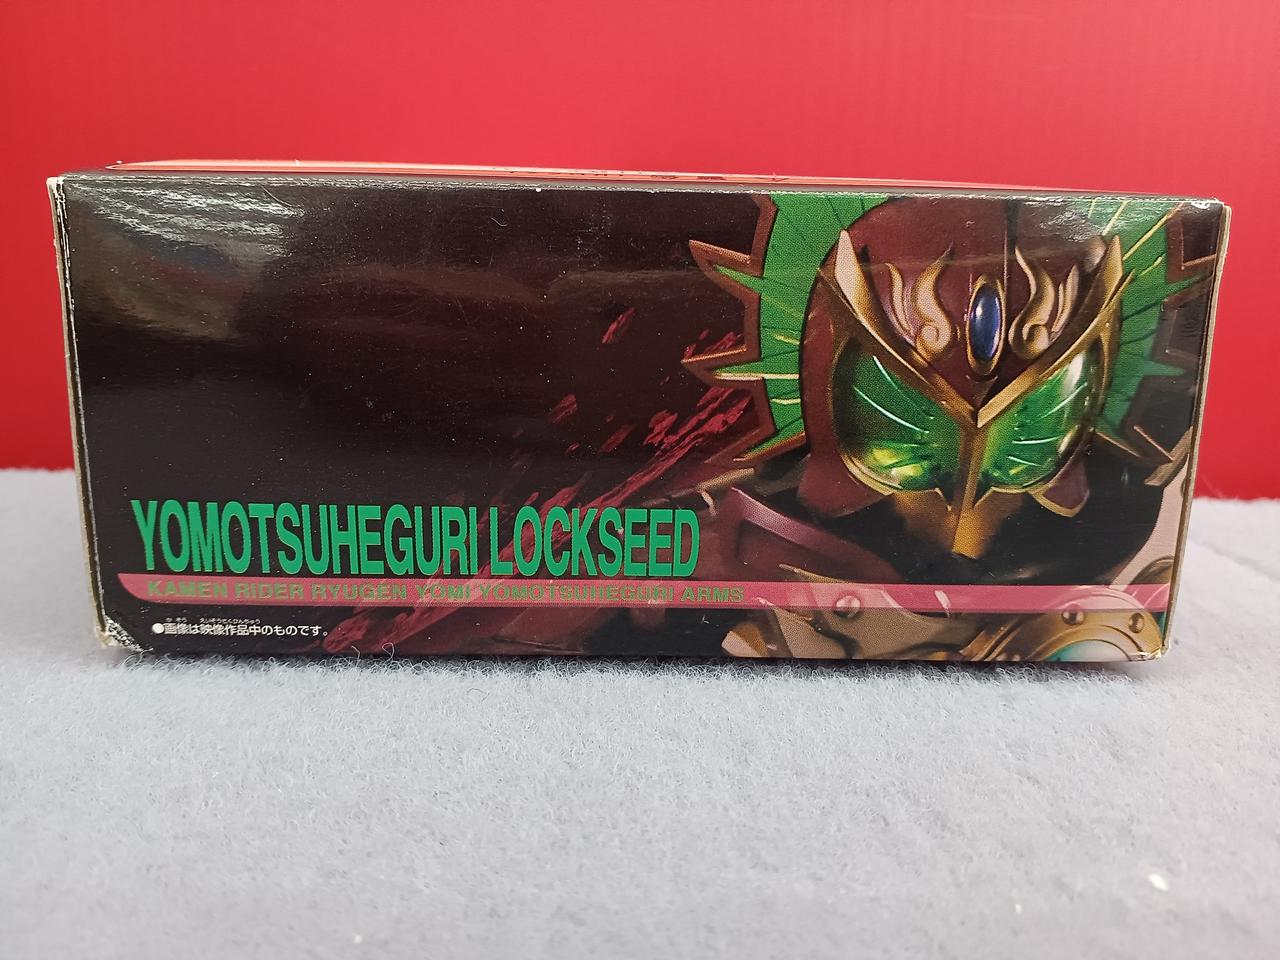 YOMOTSUHEGURI LOCKSEED
KAMEN RIDER RYUGEN YOMI YOMOTSUHEGURI ARMS
●画像は映像作品中のものです。